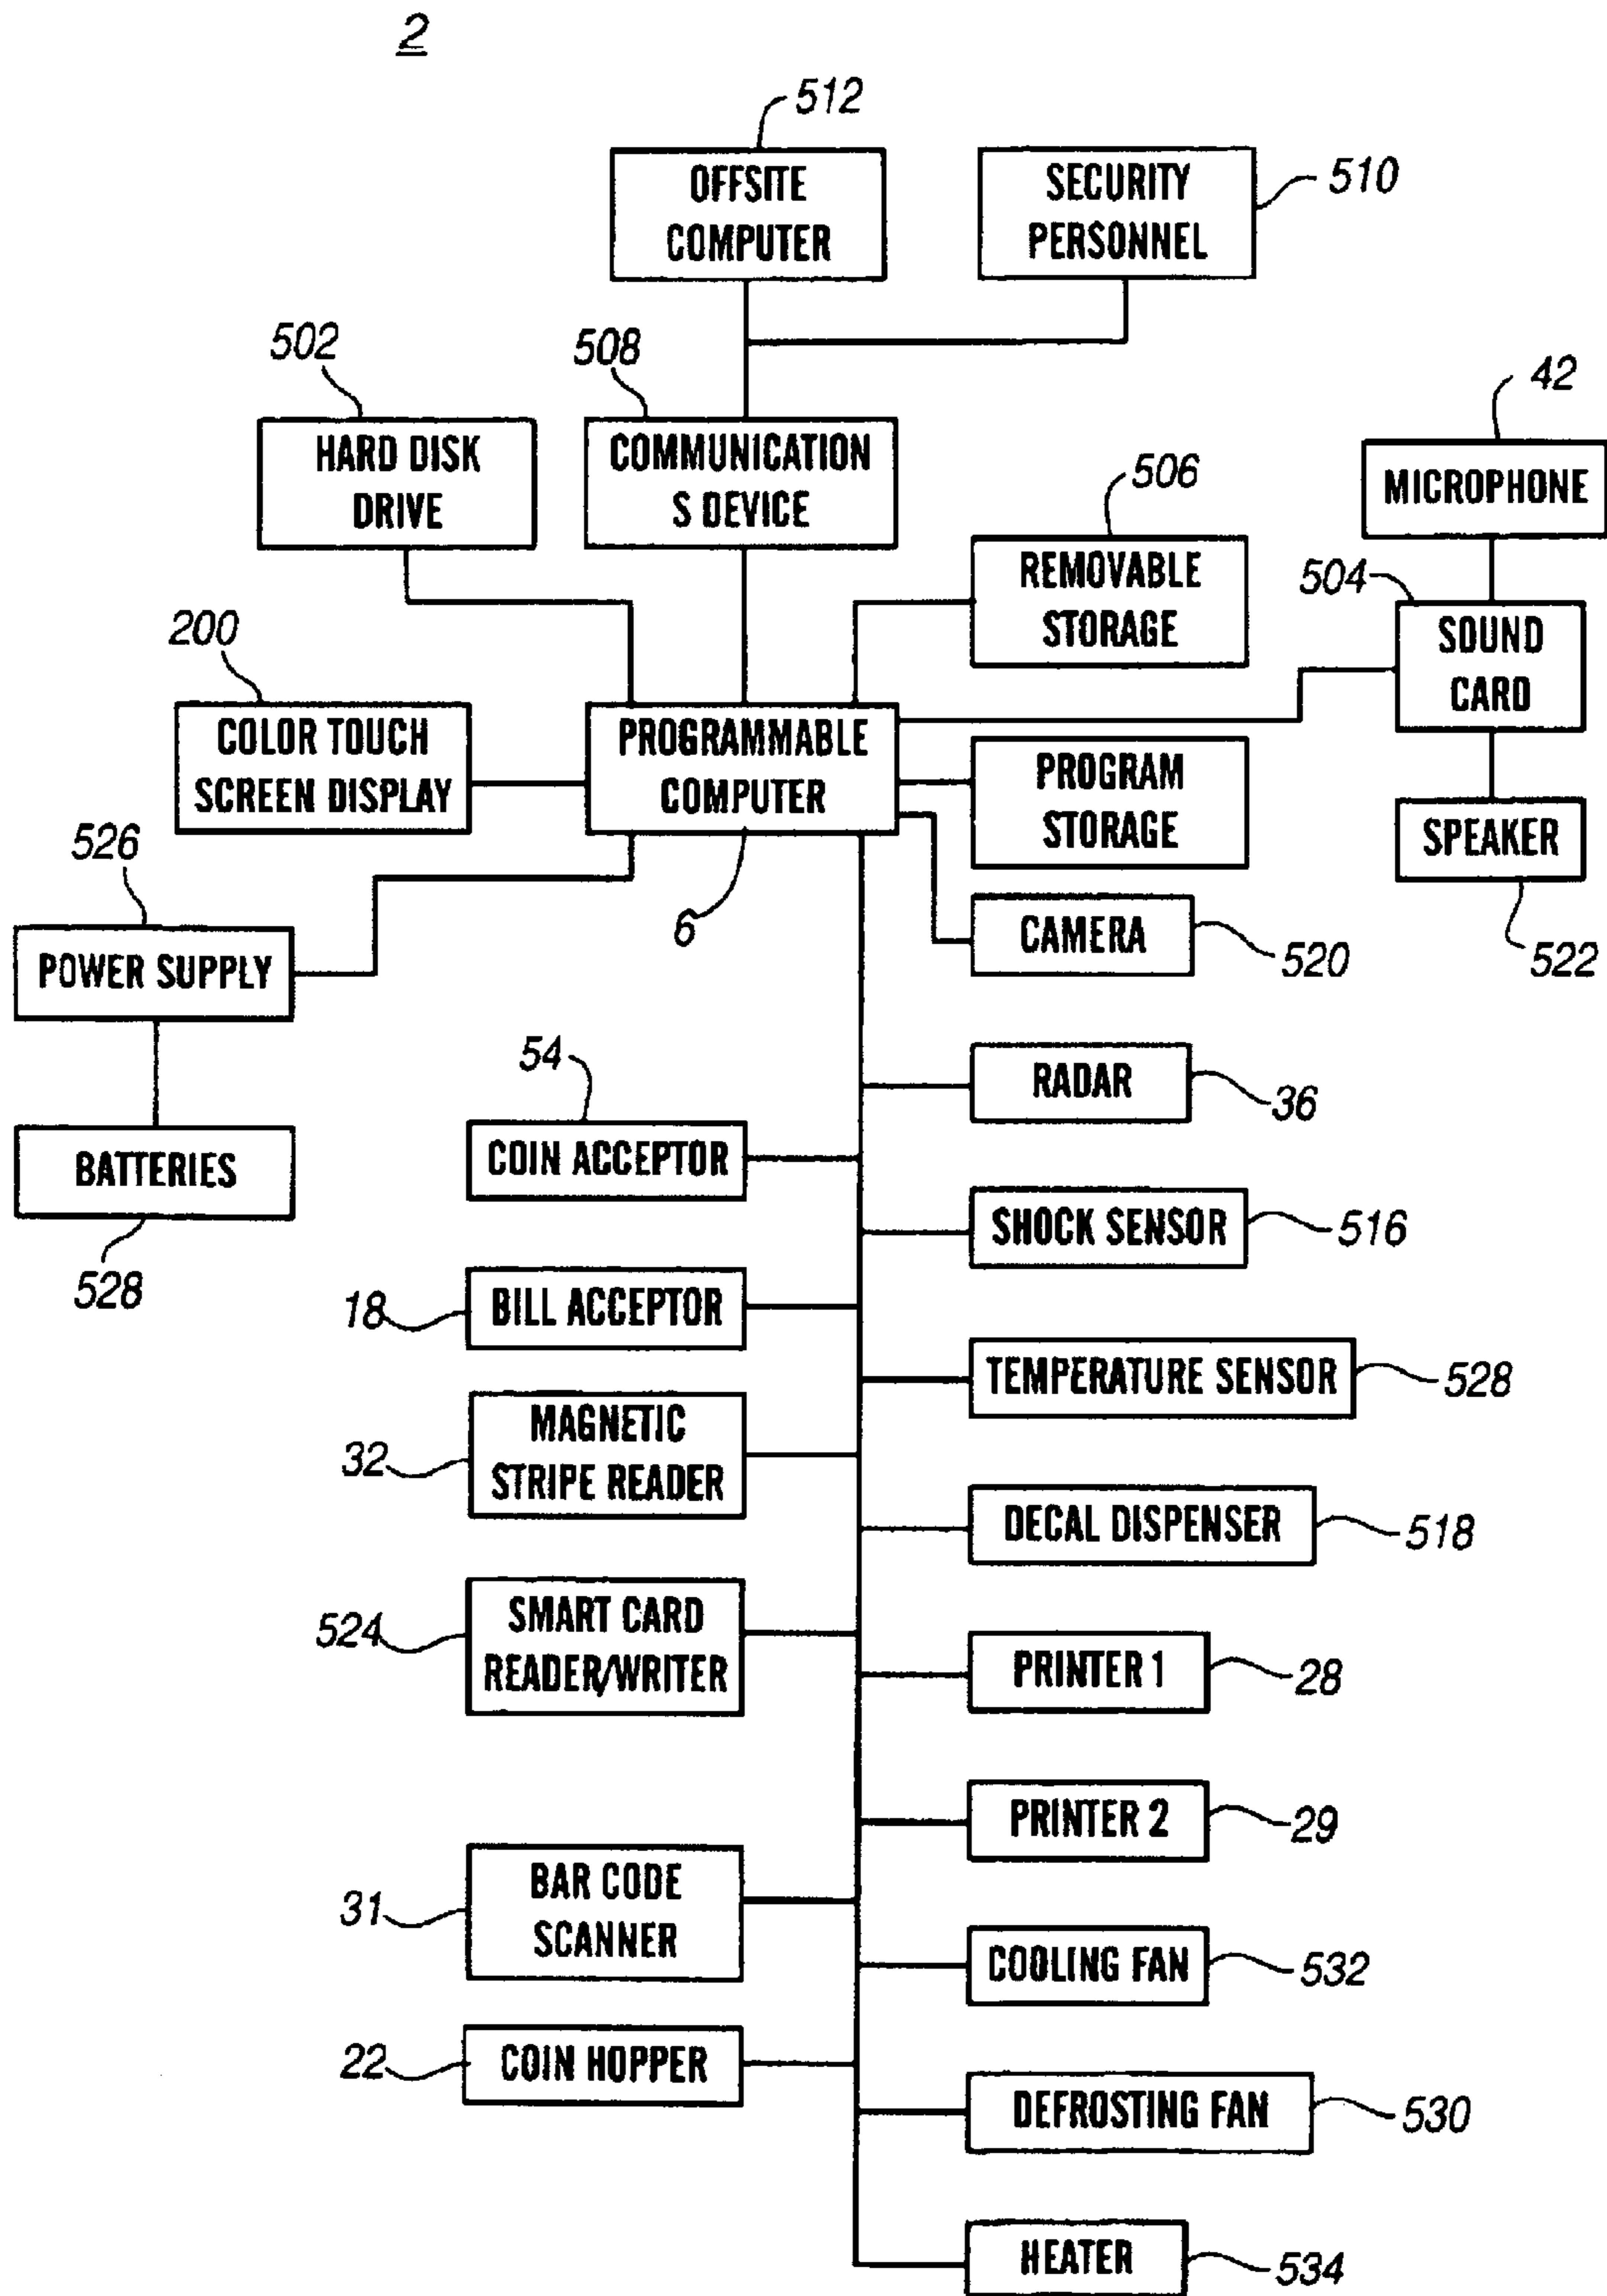 2
512
OFFSITE
COMPUTER
SECURITY
PERSONNEL
510
502
HARD DISK
DRIVE
508
COMMUNICATION
S DEVICE
506
REMOVABLE
STORAGE
42
MICROPHONE
504
SOUND
CARD
200
COLOR TOUCH
SCREEN DISPLAY
PROGRAMMABLE
COMPUTER
6
PROGRAM
STORAGE
SPEAKER
522
526
POWER SUPPLY
CAMERA
520
BATTERIES
528
54
COIN ACCEPTOR
RADAR
36
SHOCK SENSOR
516
18
BILL ACCEPTOR
TEMPERATURE SENSOR
528
32
MAGNETIC
STRIPE READER
DECAL DISPENSER
518
524
SMART CARD
READER/WRITER
PRINTER 1
28
PRINTER 2
29
31
BAR CODE
SCANNER
COOLING FAN
532
22
COIN HOPPER
DEFROSTING FAN
530
HEATER
534